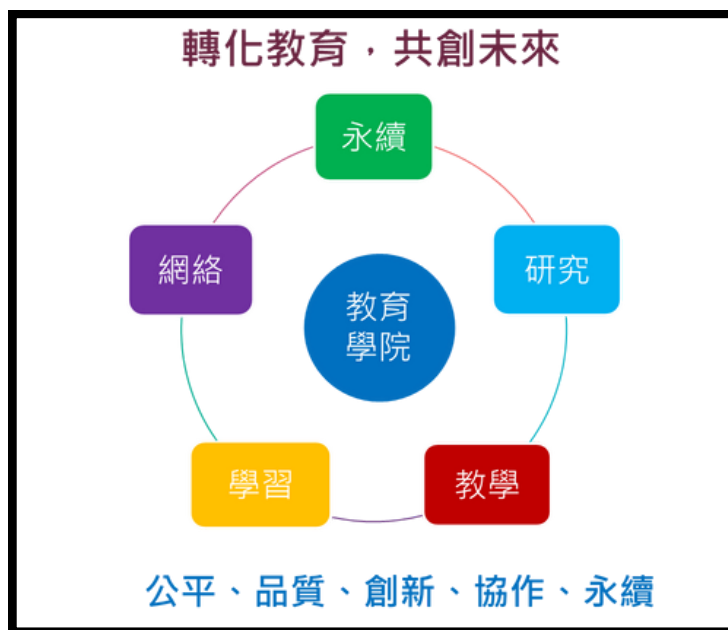 轉化教育，共創未來
永續
網絡
研究
教育
學院
學習
教學
公平、品質、創新、協作、永續